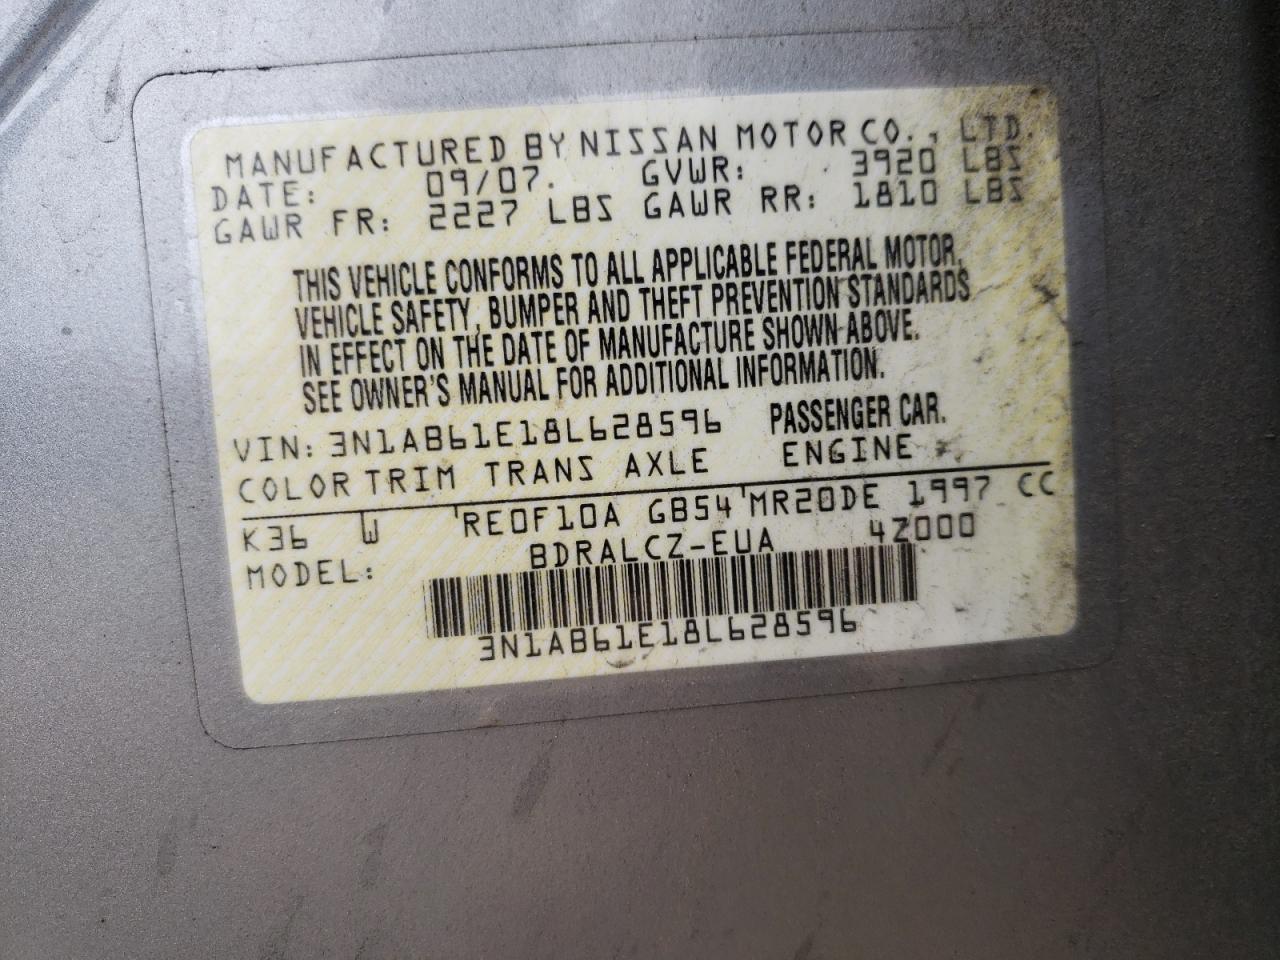 MANUFACTURED BY NISSAN MOTOR CO., LTD.
DATE: 09/07. GVWR: 3920 LBS
GAWR FR: 2227 LBS GAWR RR: 1810 LBS
THIS VEHICLE CONFORMS TO ALL APPLICABLE FEDERAL MOTOR
VEHICLE SAFETY, BUMPER AND THEFT PREVENTION STANDARDS
IN EFFECT ON THE DATE OF MANUFACTURE SHOWN ABOVE.
SEE OWNER'S MANUAL FOR ADDITIONAL INFORMATION.
VIN: 3N1AB61E18L628596 PASSENGER CAR.
COLOR TRIM TRANS AXLE ENGINE
K36 W RE0F10A GB54 MR20DE 1997 CC
MODEL: BDRALCZ-EUA 4Z000
3N1AB61E18L628596